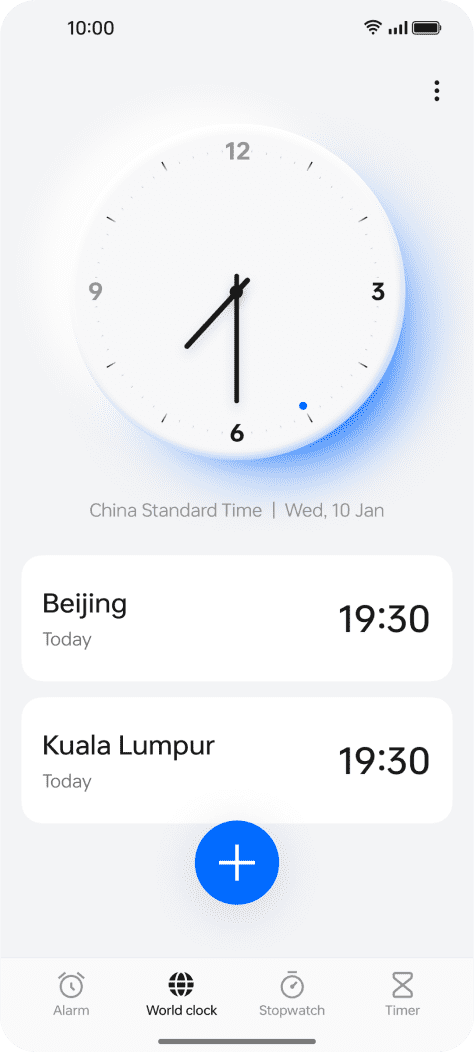 10:00
12
9
3
6
China Standard Time | Wed, 10 Jan
Beijing
Today
19:30
Kuala Lumpur
Today
19:30
Alarm
World clock
Stopwatch
Timer